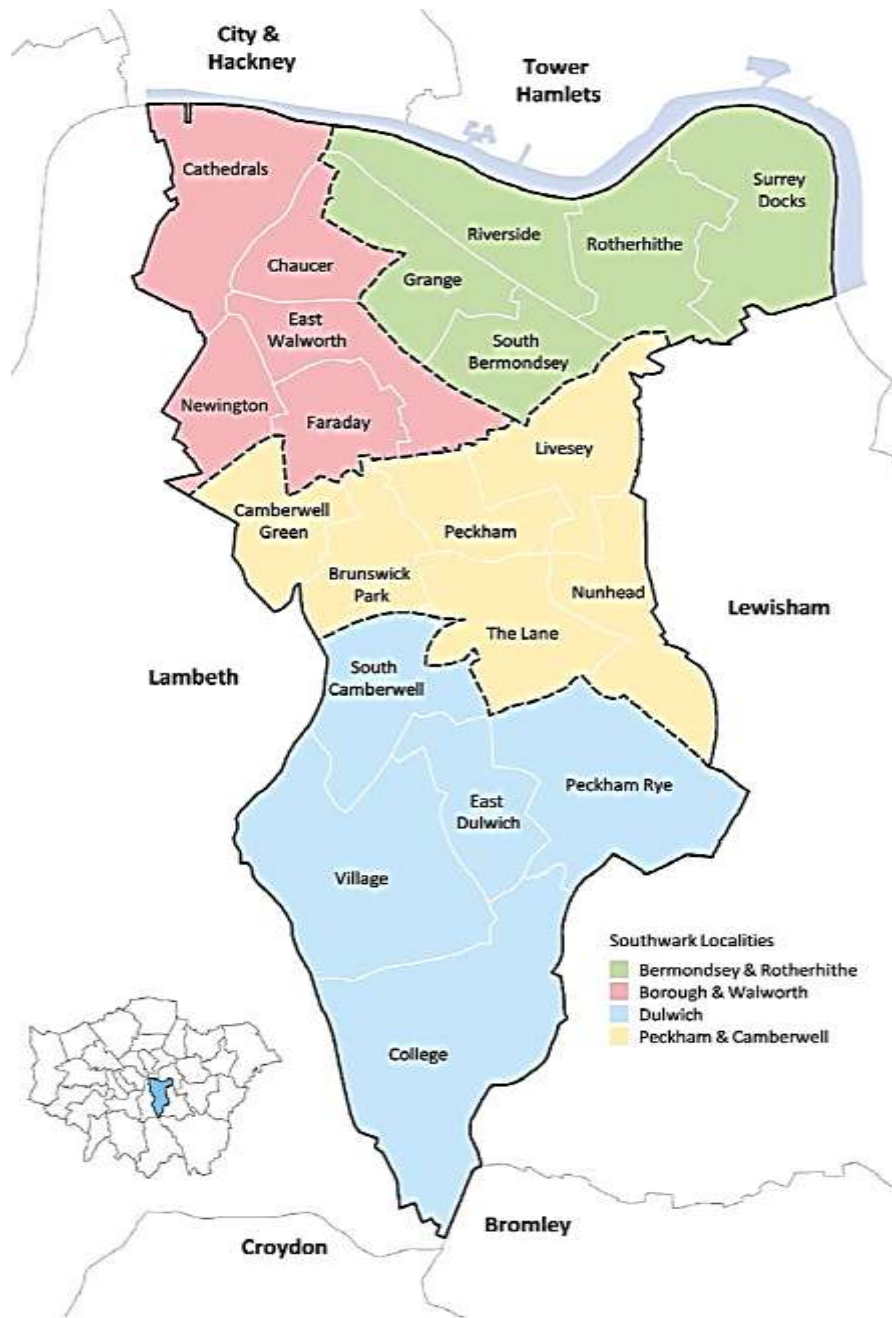 City &
Hackney
Tower
Hamlets
Cathedrals
Surrey
Docks
Riverside
Rotherhithe
Chaucer
Grange
East
Walworth
South
Bermondsey
Newington
Faraday
Livesey
Camberwell
Green
Peckham
Brunswick
Park
Nunhead
Lewisham
The Lane
Lambeth
South
Camberwell
Peckham Rye
East
Dulwich
Village
Southwark Localities
Bermondsey & Rotherhithe
Borough & Walworth
Dulwich
Peckham & Camberwell
College
Bromley
Croydon